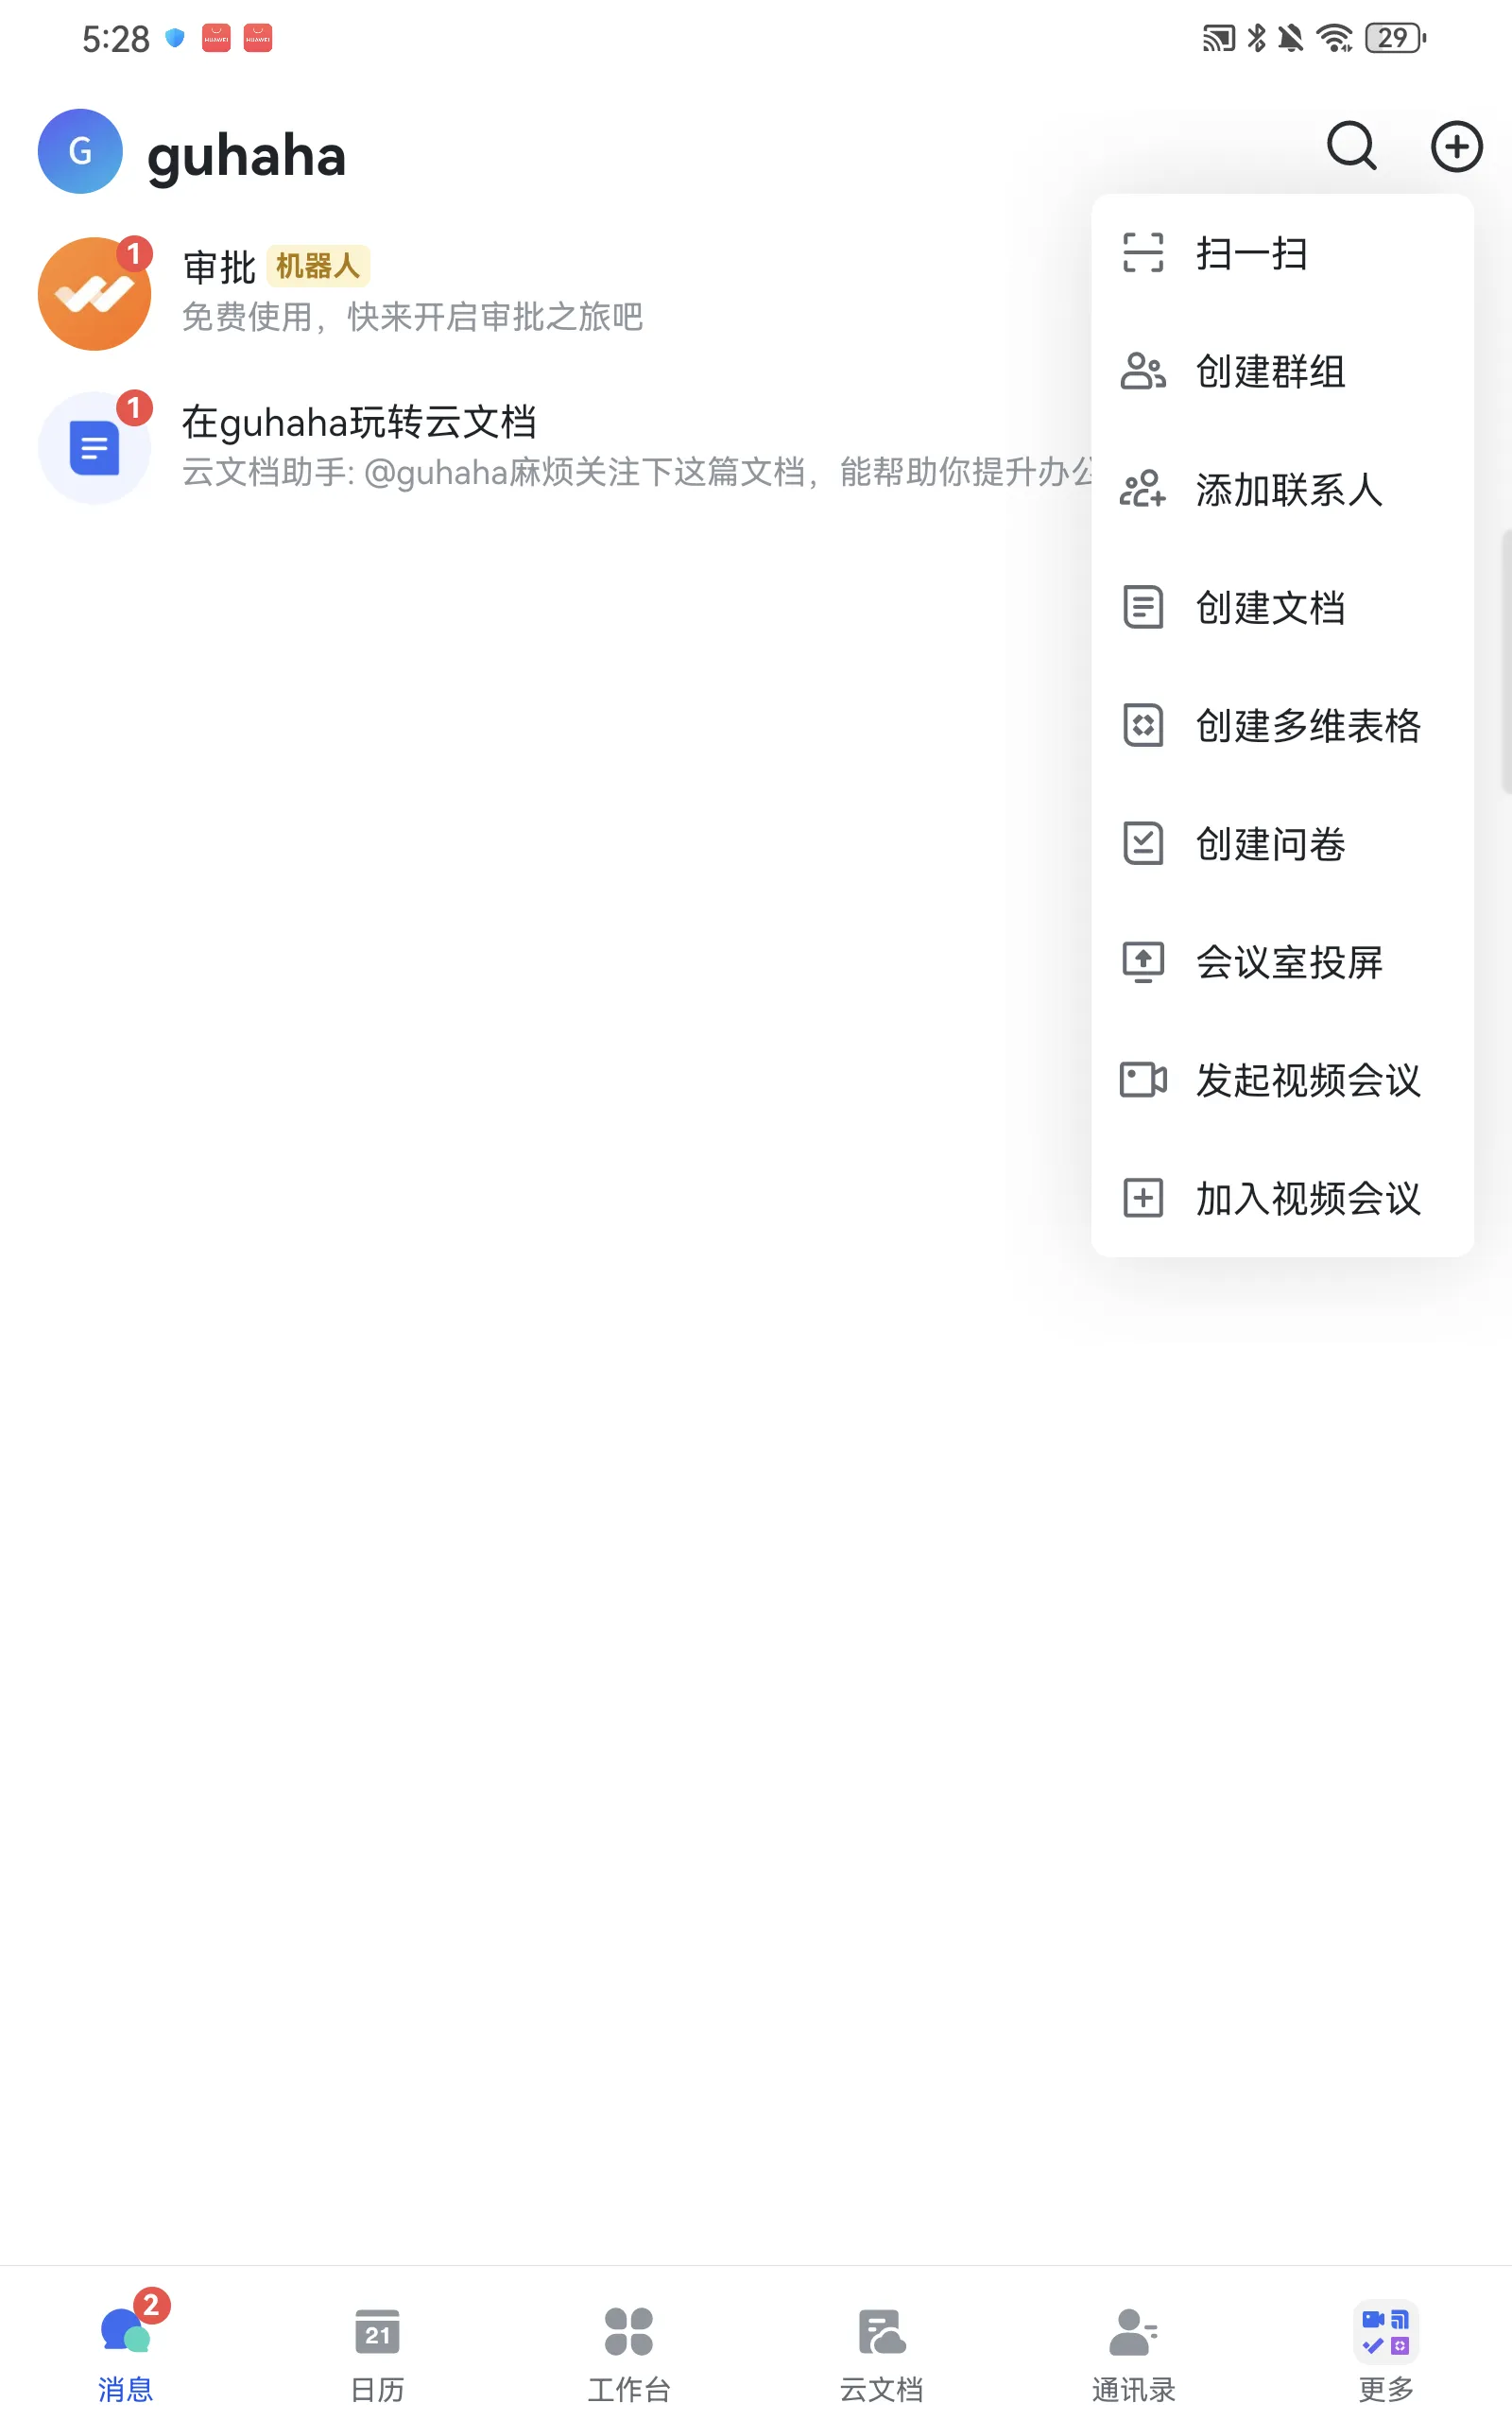 5:28
HUAWEI
HUAWEI
29
G
guhaha
1
审批
机器人
免费使用，快来开启审批之旅吧
1
在guhaha玩转云文档
云文档助手: @guhaha麻烦关注下这篇文档，能帮助你提升办公
扫一扫
创建群组
添加联系人
创建文档
创建多维表格
创建问卷
会议室投屏
发起视频会议
加入视频会议
2
消息
21
日历
工作台
云文档
通讯录
更多